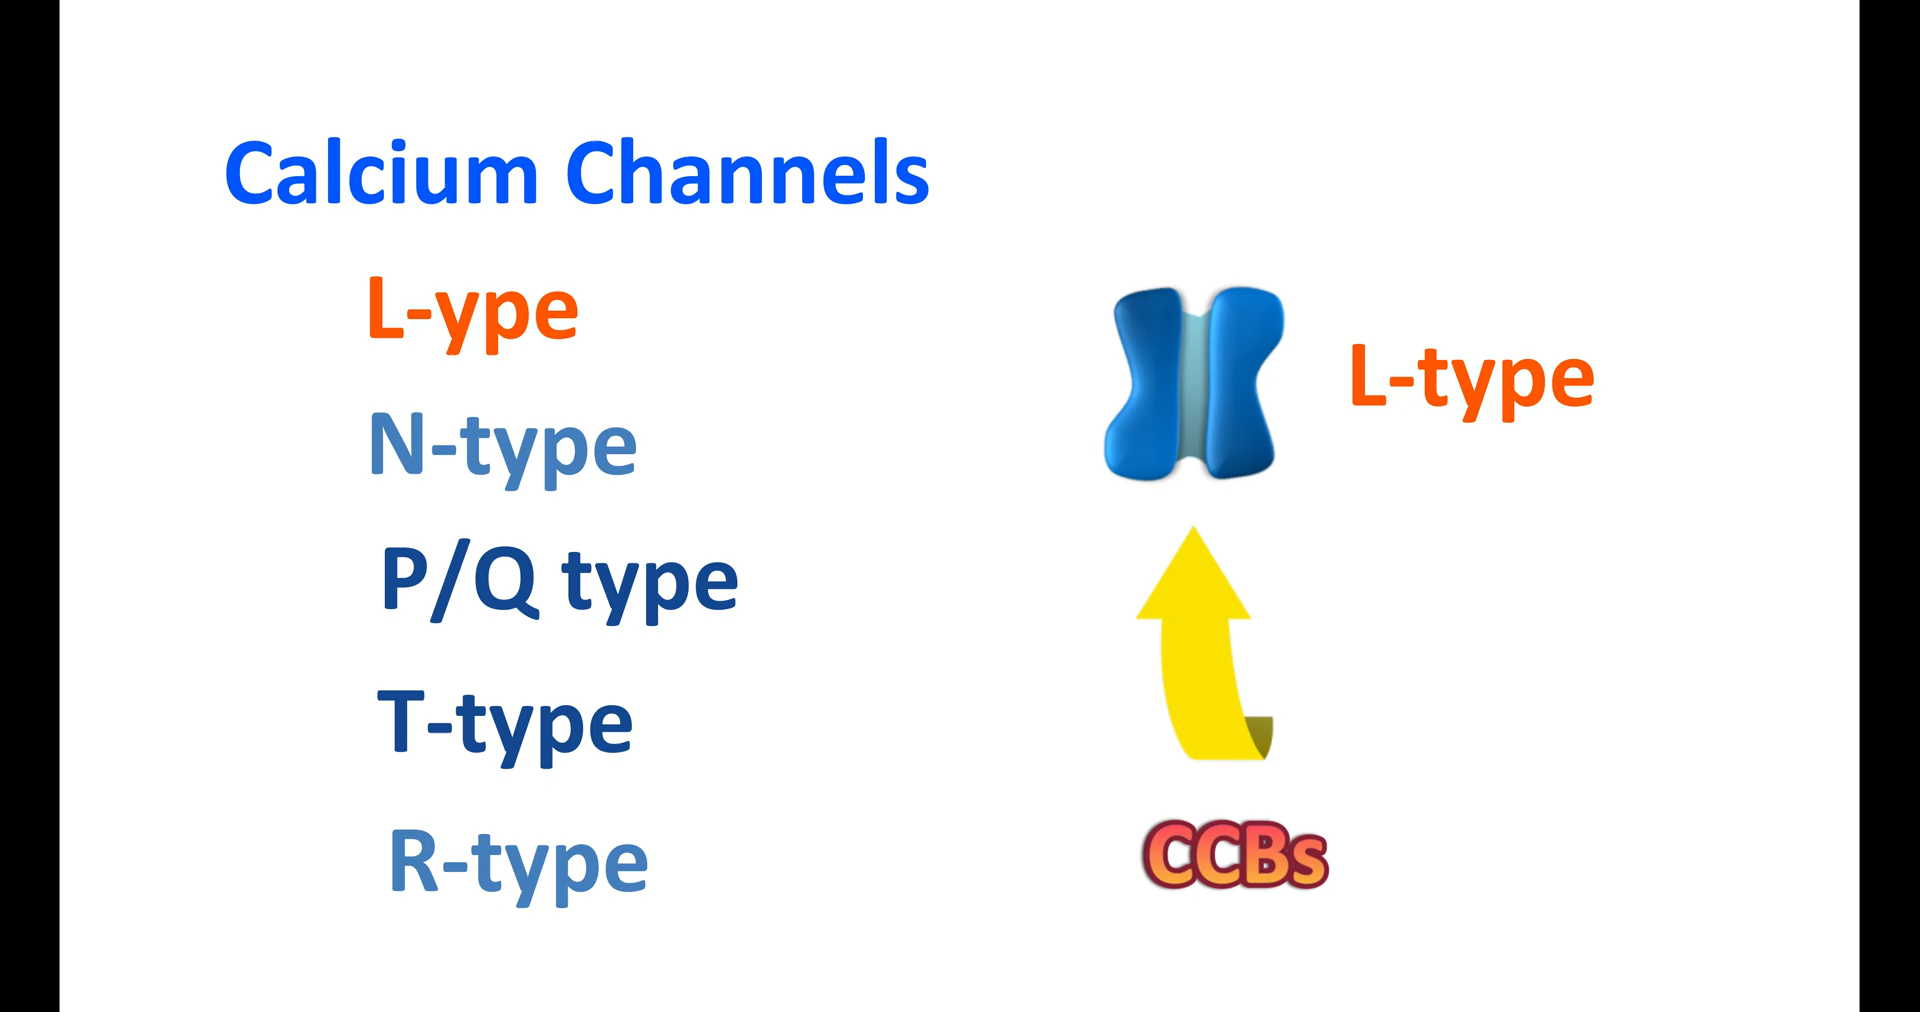 Calcium Channels
L-ype
N-type
P/Q type
T-type
R-type
L-type
CCBs